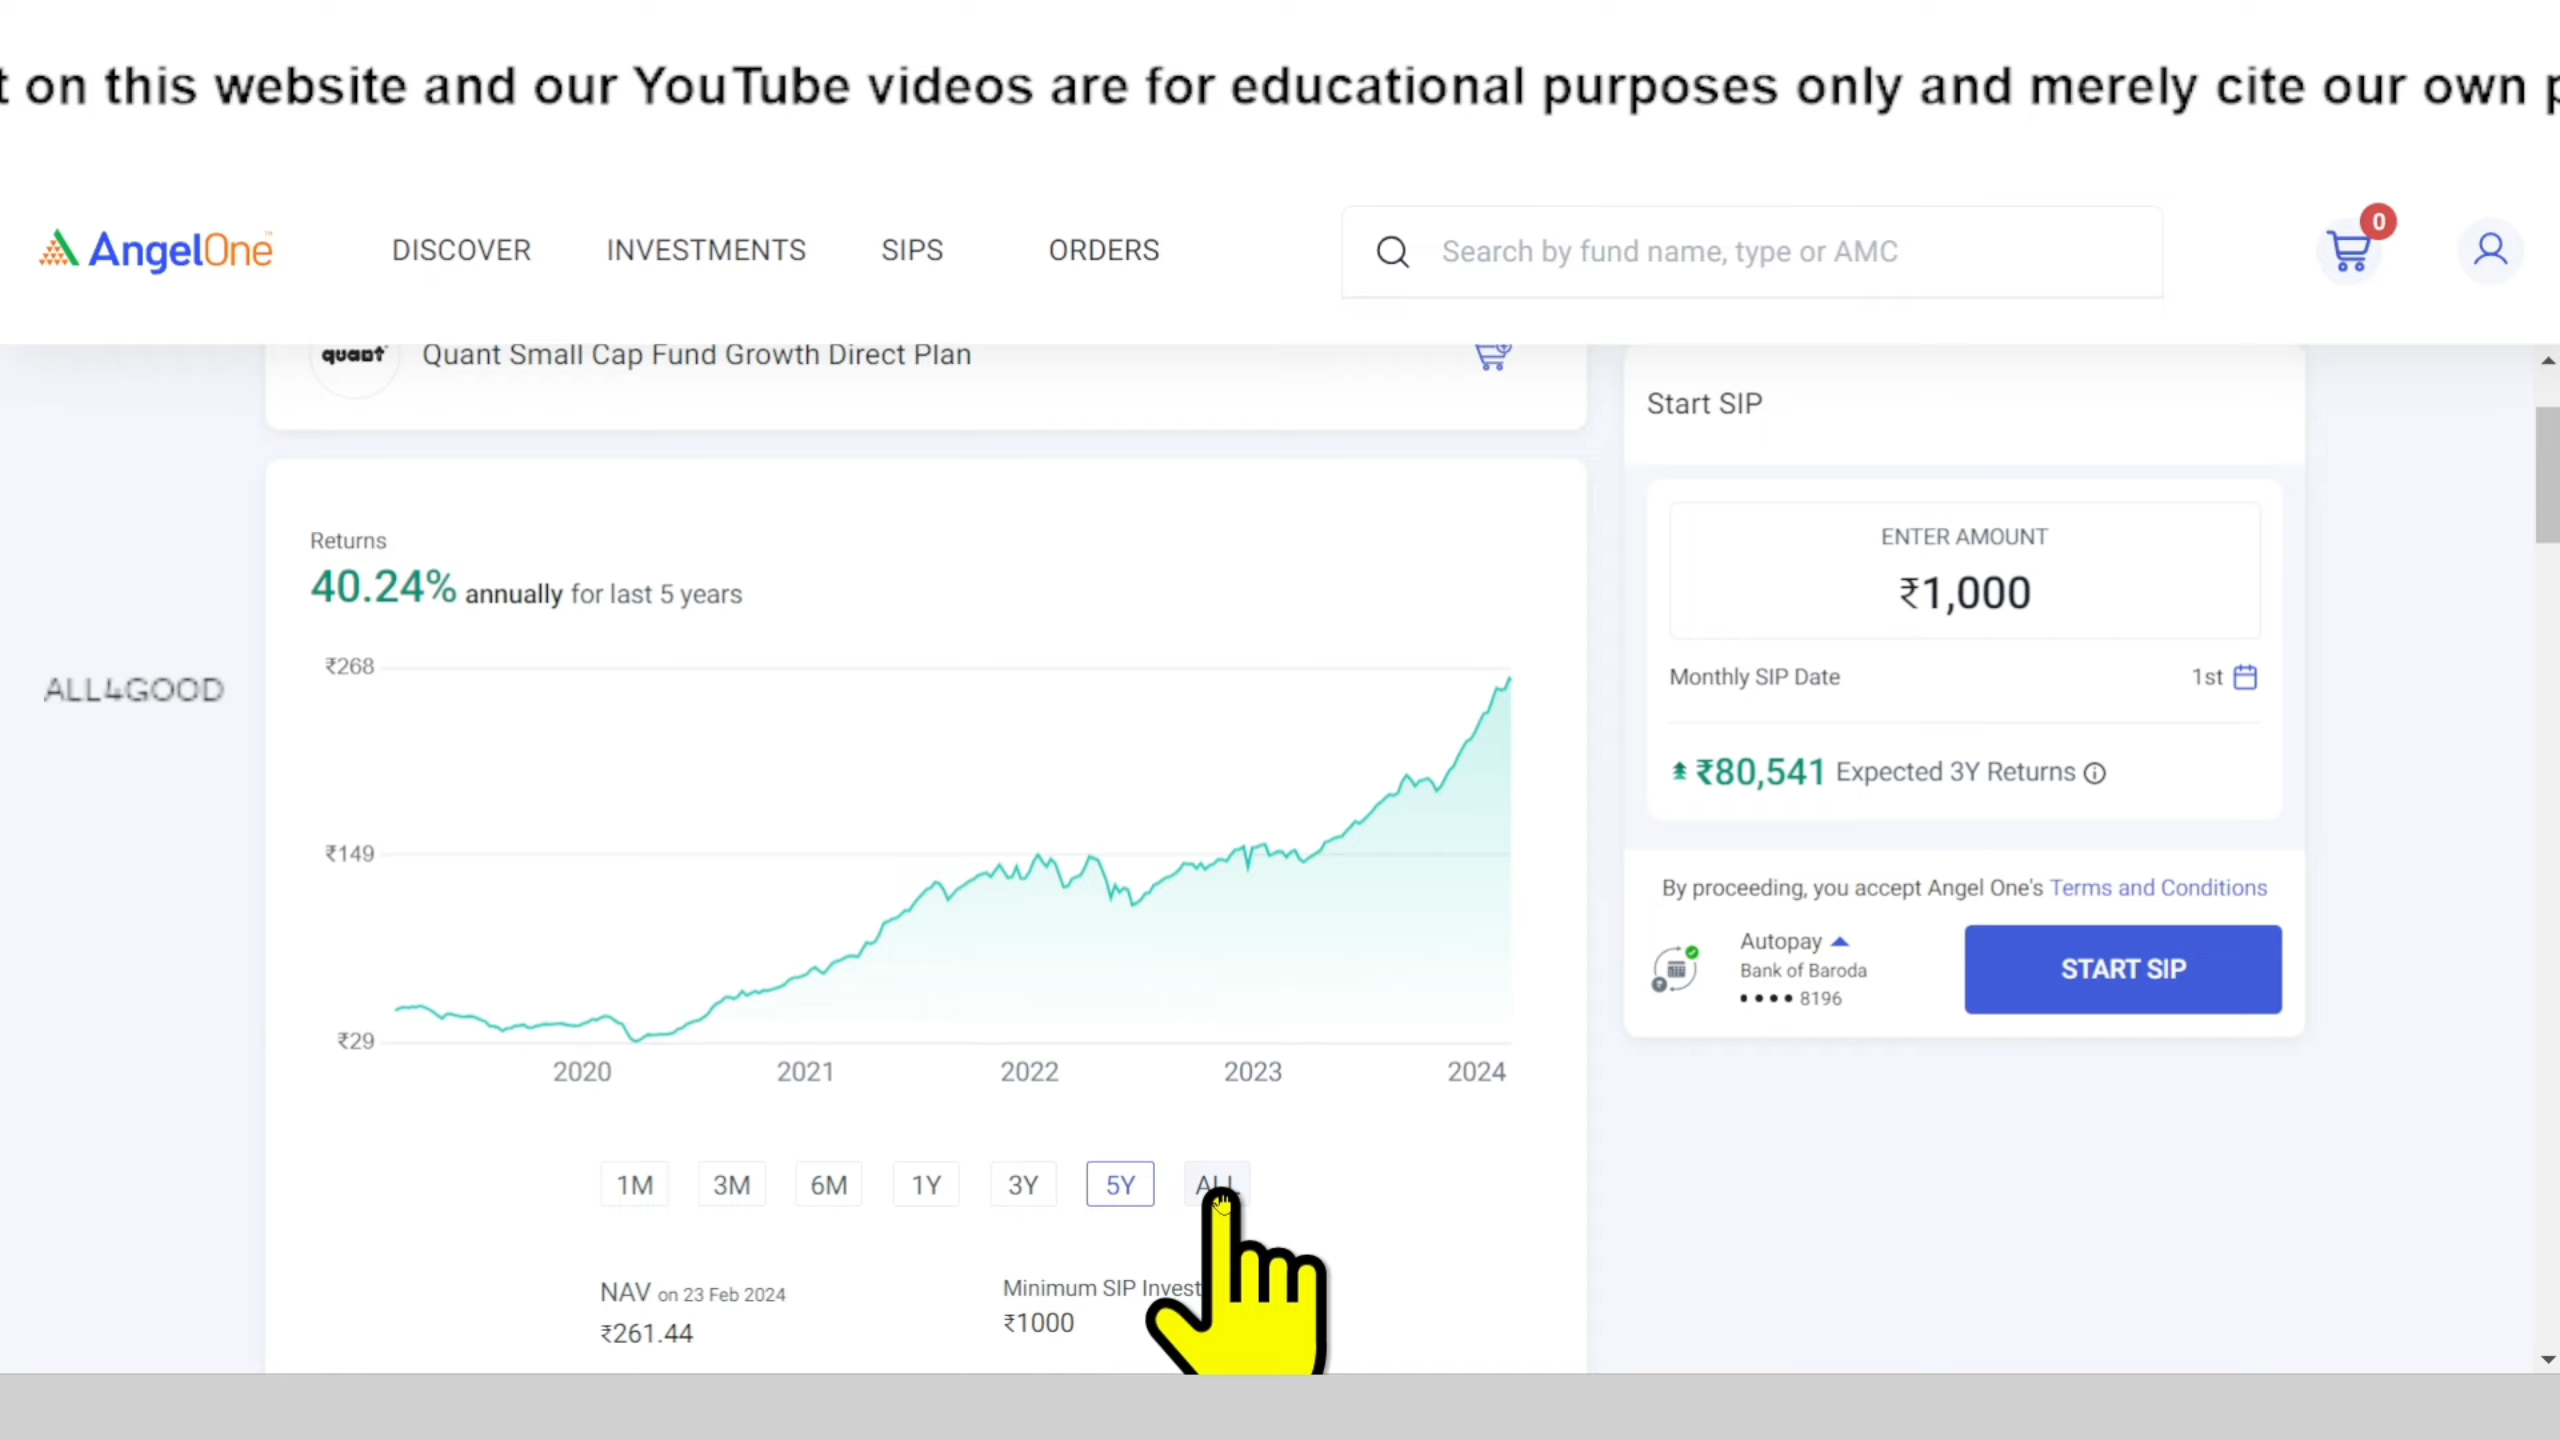 on this website and our YouTube videos are for educational purposes only and merely cite our own
AngelOne
DISCOVER
INVESTMENTS
SIPS
ORDERS
Search by fund name, type or AMC
0
quant
Quant Small Cap Fund Growth Direct Plan
Returns
40.24% annually for last 5 years
₹268
₹149
₹29
2020
2021
2022
2023
2024
1M
3M
6M
1Y
3Y
5Y
ALL
NAV on 23 Feb 2024
₹261.44
Minimum SIP Invest
₹1000
ALL4GOOD
Start SIP
ENTER AMOUNT
₹1,000
Monthly SIP Date
1st
₹80,541 Expected 3Y Returns
By proceeding, you accept Angel One's Terms and Conditions
Autopay
Bank of Baroda
•••• 8196
START SIP